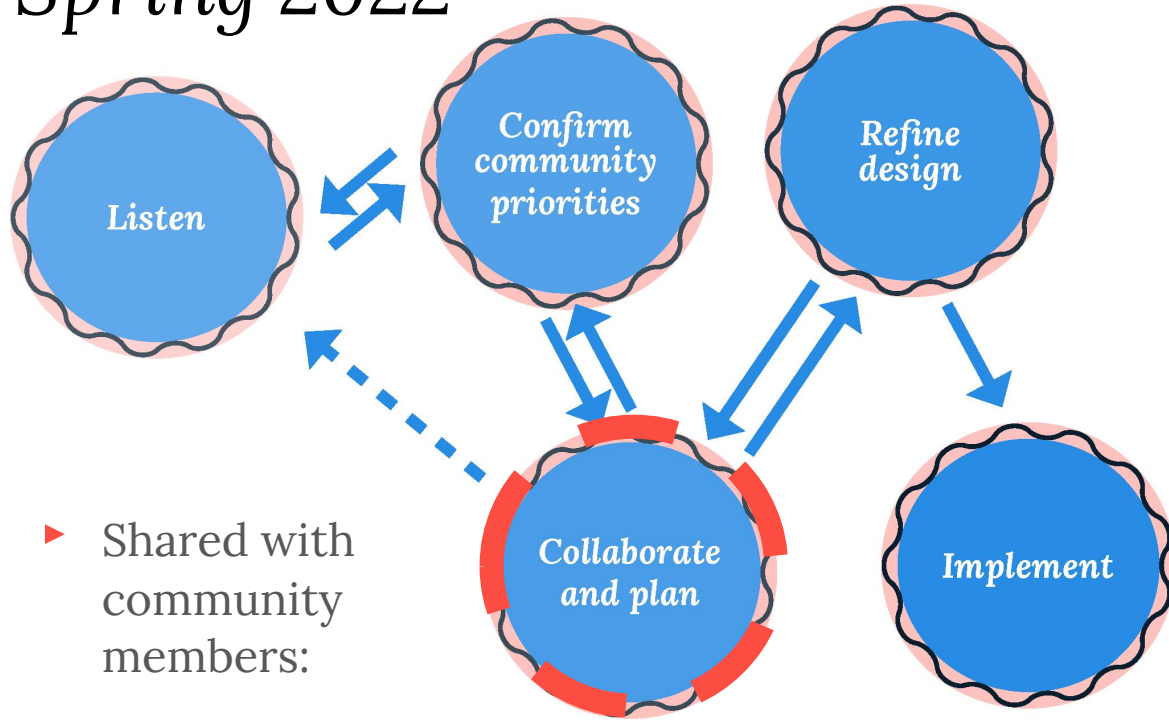 Spring 2022
Listen
Confirm
community
priorities
Refine
design
Collaborate
and plan
Implement
▸ Shared with
community
members: